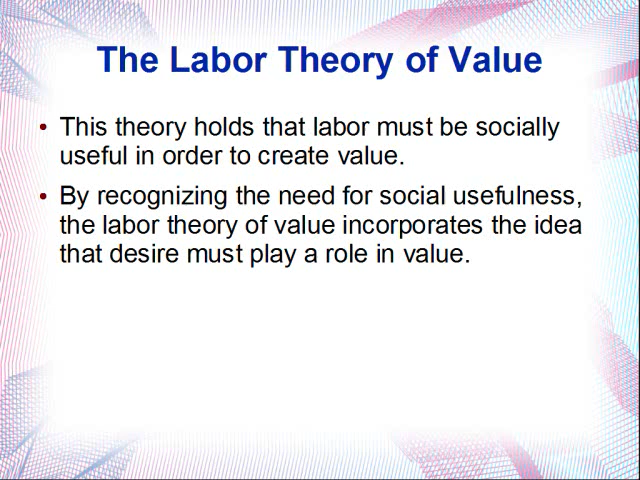 The Labor Theory of Value
• This theory holds that labor must be socially
useful in order to create value.
• By recognizing the need for social usefulness,
the labor theory of value incorporates the idea
that desire must play a role in value.